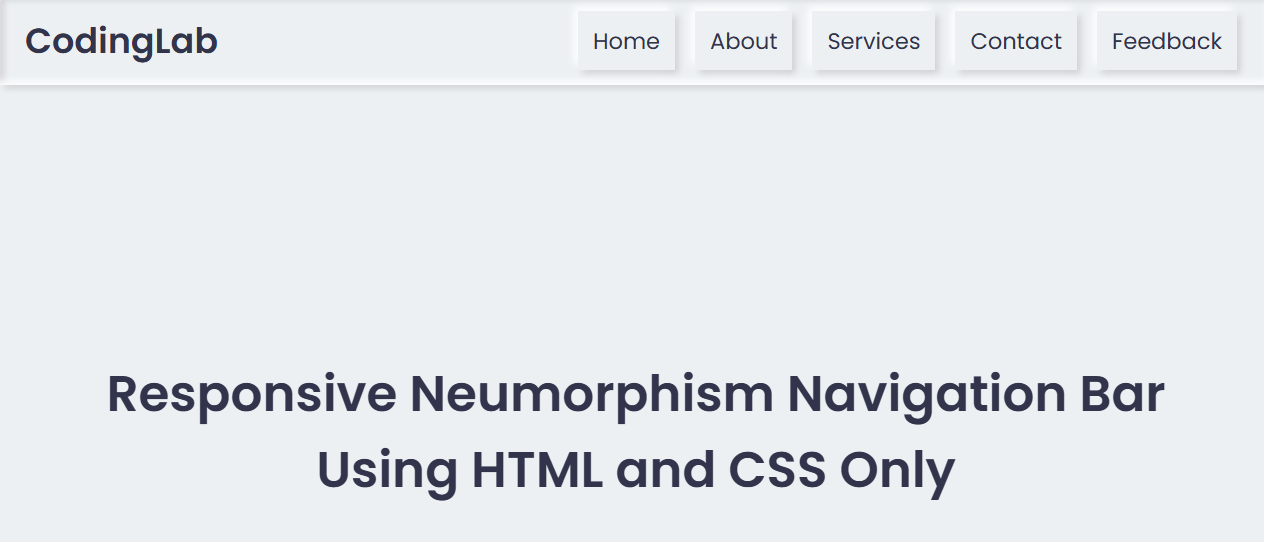 CodingLab
Home About Services Contact Feedback
Responsive Neumorphism Navigation Bar
Using HTML and CSS Only